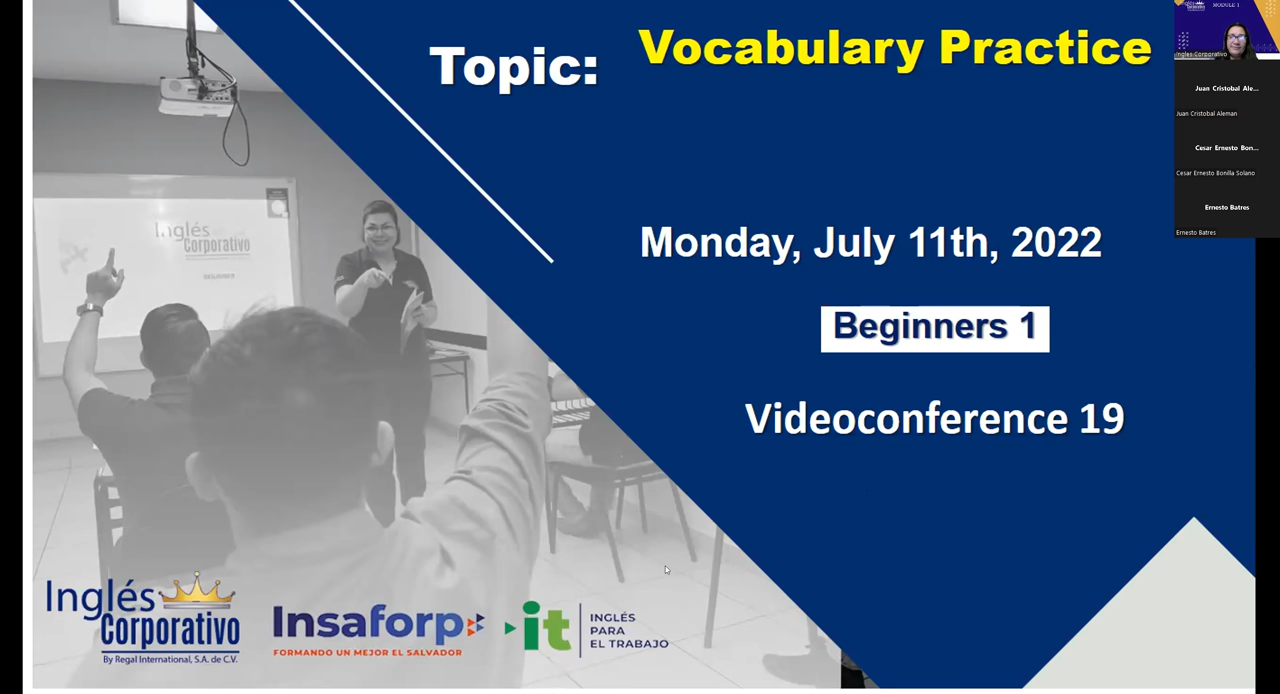 Topic:
Vocabulary Practice
Monday, July 11th, 2022
Beginners 1
Videoconference 19
Inglés
Corporativo
Inglés
Corporativo
By Regal International, S.A. de C.V.
Insaforp
FORMANDO UN MEJOR EL SALVADOR
it
INGLÉS
PARA
EL TRABAJO
MODULE 1
Ingles Corporativo
Juan Cristobal Ale...
Juan Cristobal Aleman
Cesar Ernesto Bon...
Cesar Ernesto Bonilla Solano
Ernesto Batres
Ernesto Batres